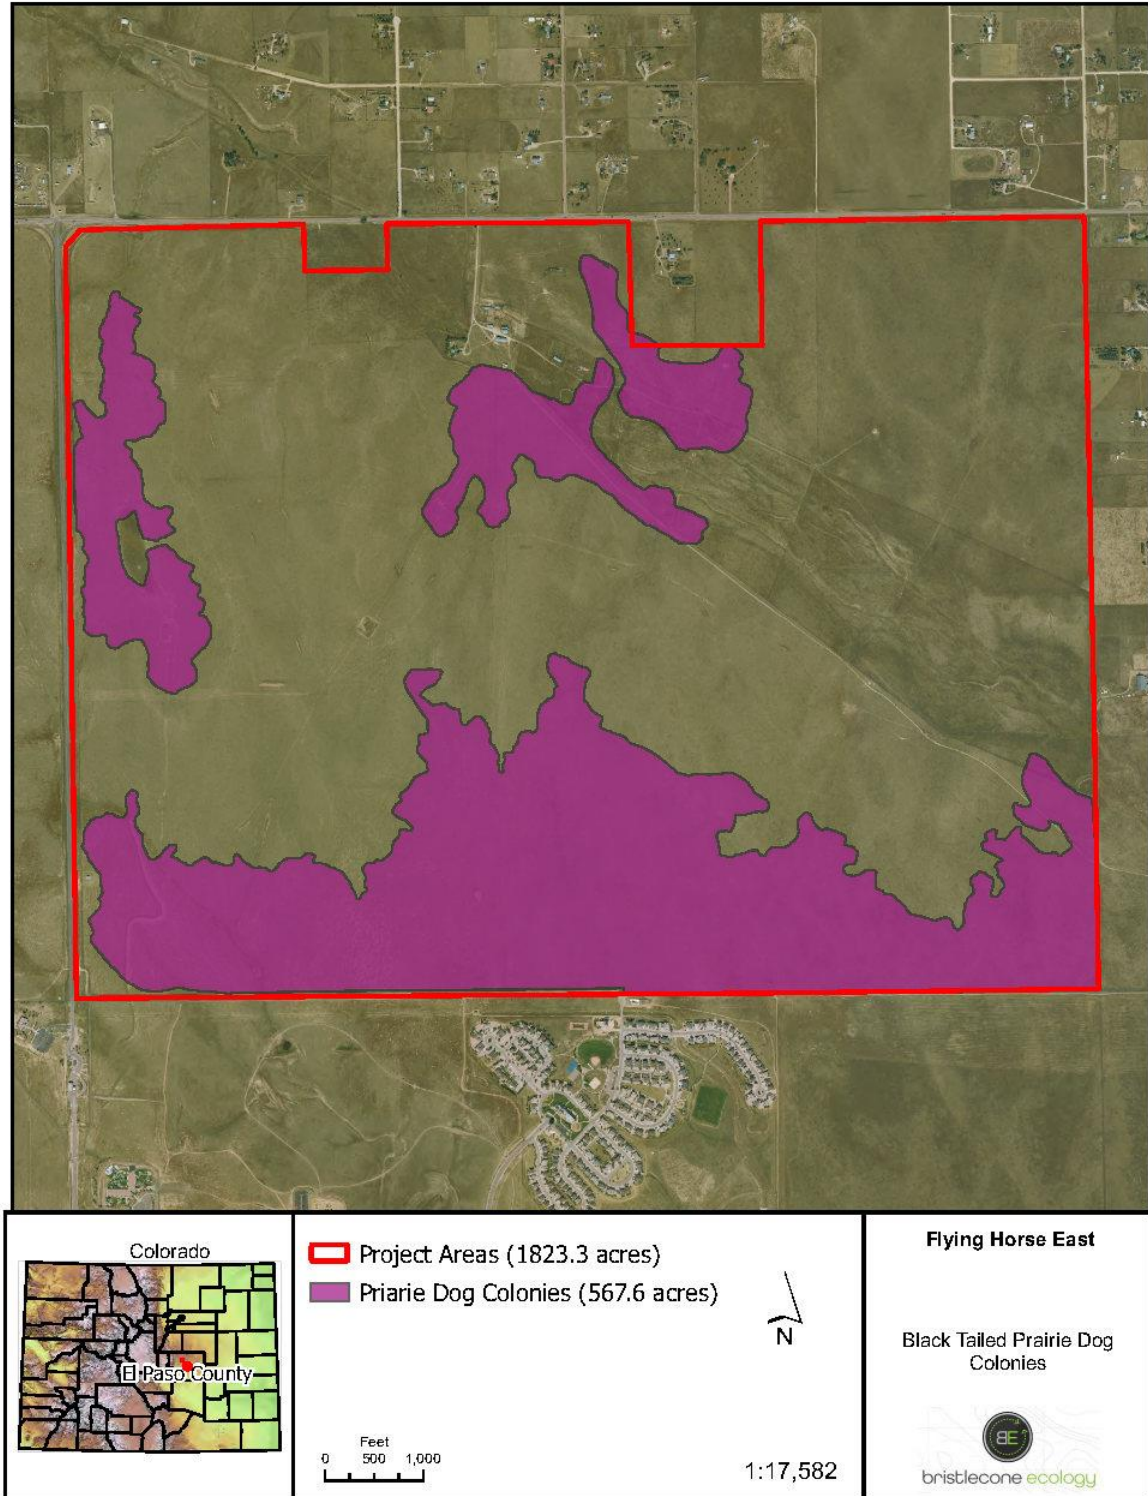 Colorado
El Paso County
Project Areas (1823.3 acres)
Priarie Dog Colonies (567.6 acres)
N
Feet
0 500 1,000
1:17,582
Flying Horse East
Black Tailed Prairie Dog
Colonies
BE
bristlecone ecology